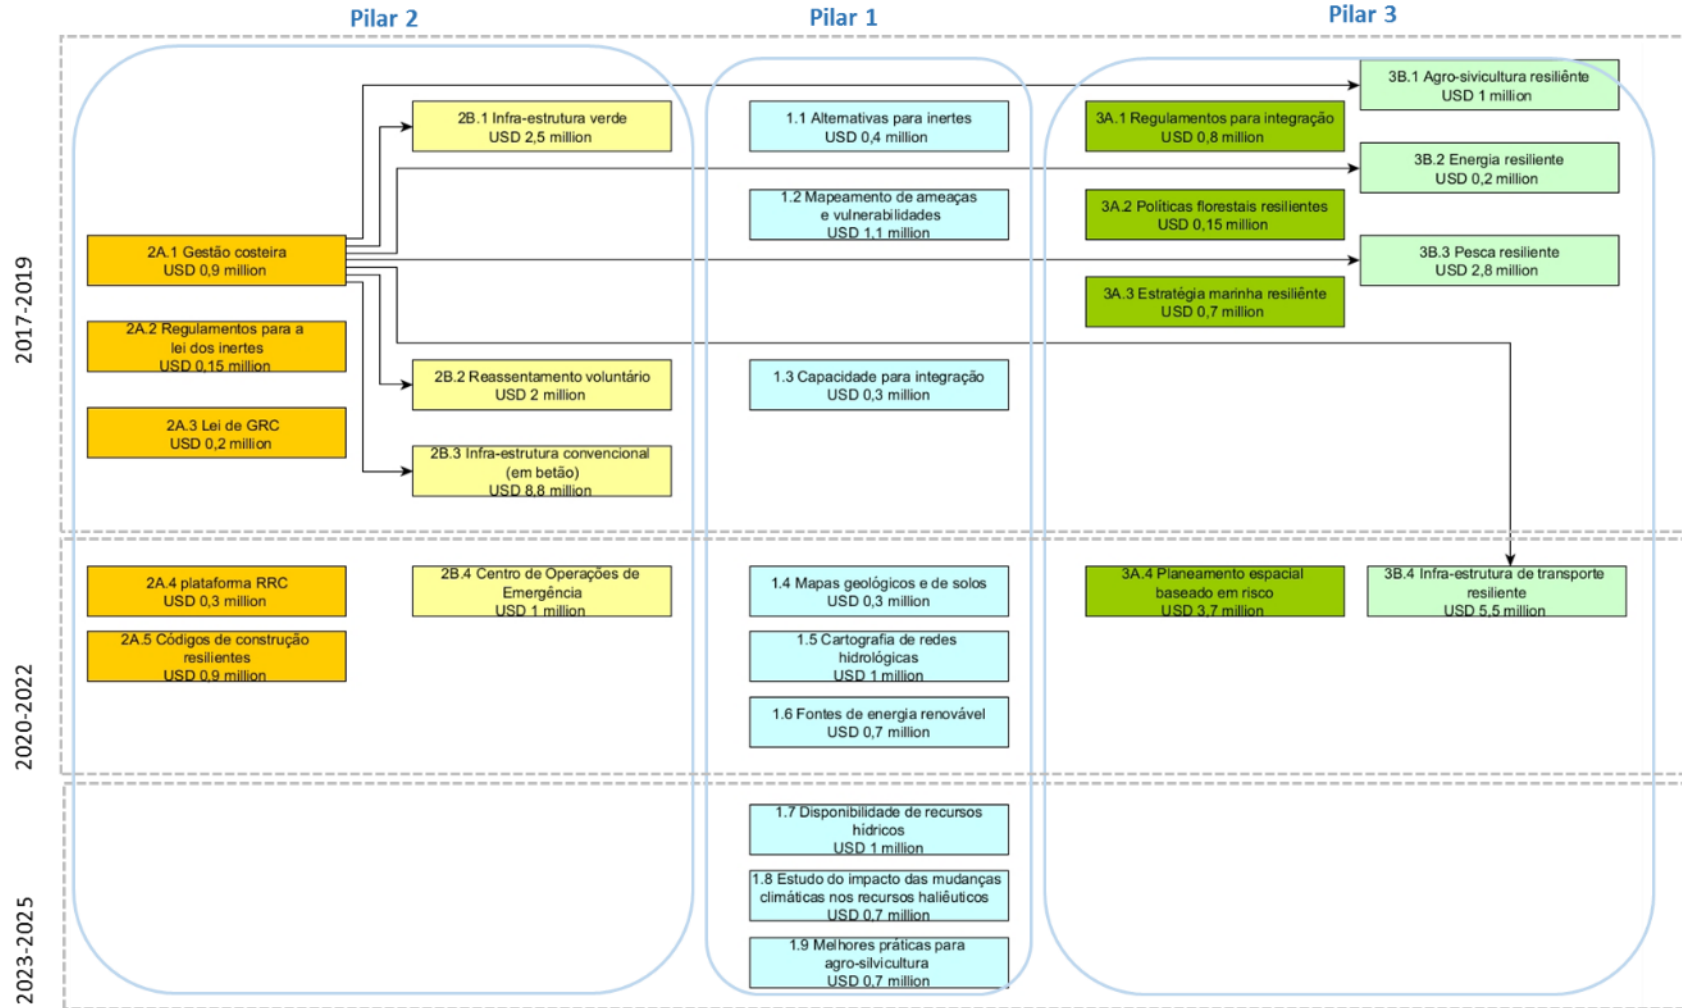 Pilar 2
Pilar 1
Pilar 3
2017-2019
2A.1 Gestão costeira
USD 0,9 million
2A.2 Regulamentos para a
lei dos inertes
USD 0,15 million
2A.3 Lei de GRC
USD 0,2 million
2B.1 Infra-estrutura verde
USD 2,5 million
2B.2 Reassentamento voluntário
USD 2 million
2B.3 Infra-estrutura convencional
(em betão)
USD 8,8 million
1.1 Alternativas para inertes
USD 0,4 million
1.2 Mapeamento de ameaças
e vulnerabilidades
USD 1,1 million
1.3 Capacidade para integração
USD 0,3 million
3A.1 Regulamentos para integração
USD 0,8 million
3A.2 Políticas florestais resilientes
USD 0,15 million
3A.3 Estratégia marinha resiliênte
USD 0,7 million
3B.1 Agro-sivicultura resiliênte
USD 1 million
3B.2 Energia resiliente
USD 0,2 million
3B.3 Pesca resiliente
USD 2,8 million
2020-2022
2A.4 plataforma RRC
USD 0,3 million
2A.5 Códigos de construção
resilientes
USD 0,9 million
2B.4 Centro de Operações de
Emergência
USD 1 million
1.4 Mapas geológicos e de solos
USD 0,3 million
1.5 Cartografia de redes
hidrológicas
USD 1 million
1.6 Fontes de energia renovável
USD 0,7 million
3A.4 Planeamento espacial
baseado em risco
USD 3,7 million
3B.4 Infra-estrutura de transporte
resiliente
USD 5,5 million
2023-2025
1.7 Disponibilidade de recursos
hídricos
USD 1 million
1.8 Estudo do impacto das mudanças
climáticas nos recursos haliêuticos
USD 0,7 million
1.9 Melhores práticas para
agro-silvicultura
USD 0,7 million